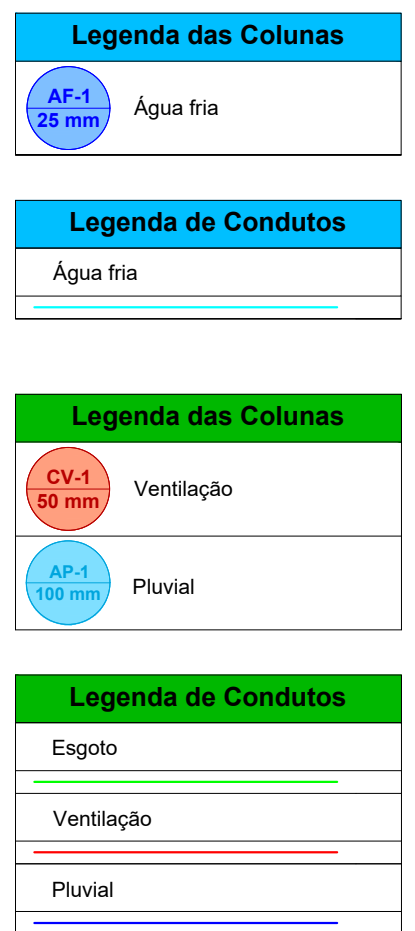 Legenda das Colunas
AF-1
25 mm
Água fria
Legenda de Condutos
Água fria
Legenda das Colunas
CV-1
50 mm
Ventilação
AP-1
100 mm
Pluvial
Legenda de Condutos
Esgoto
Ventilação
Pluvial